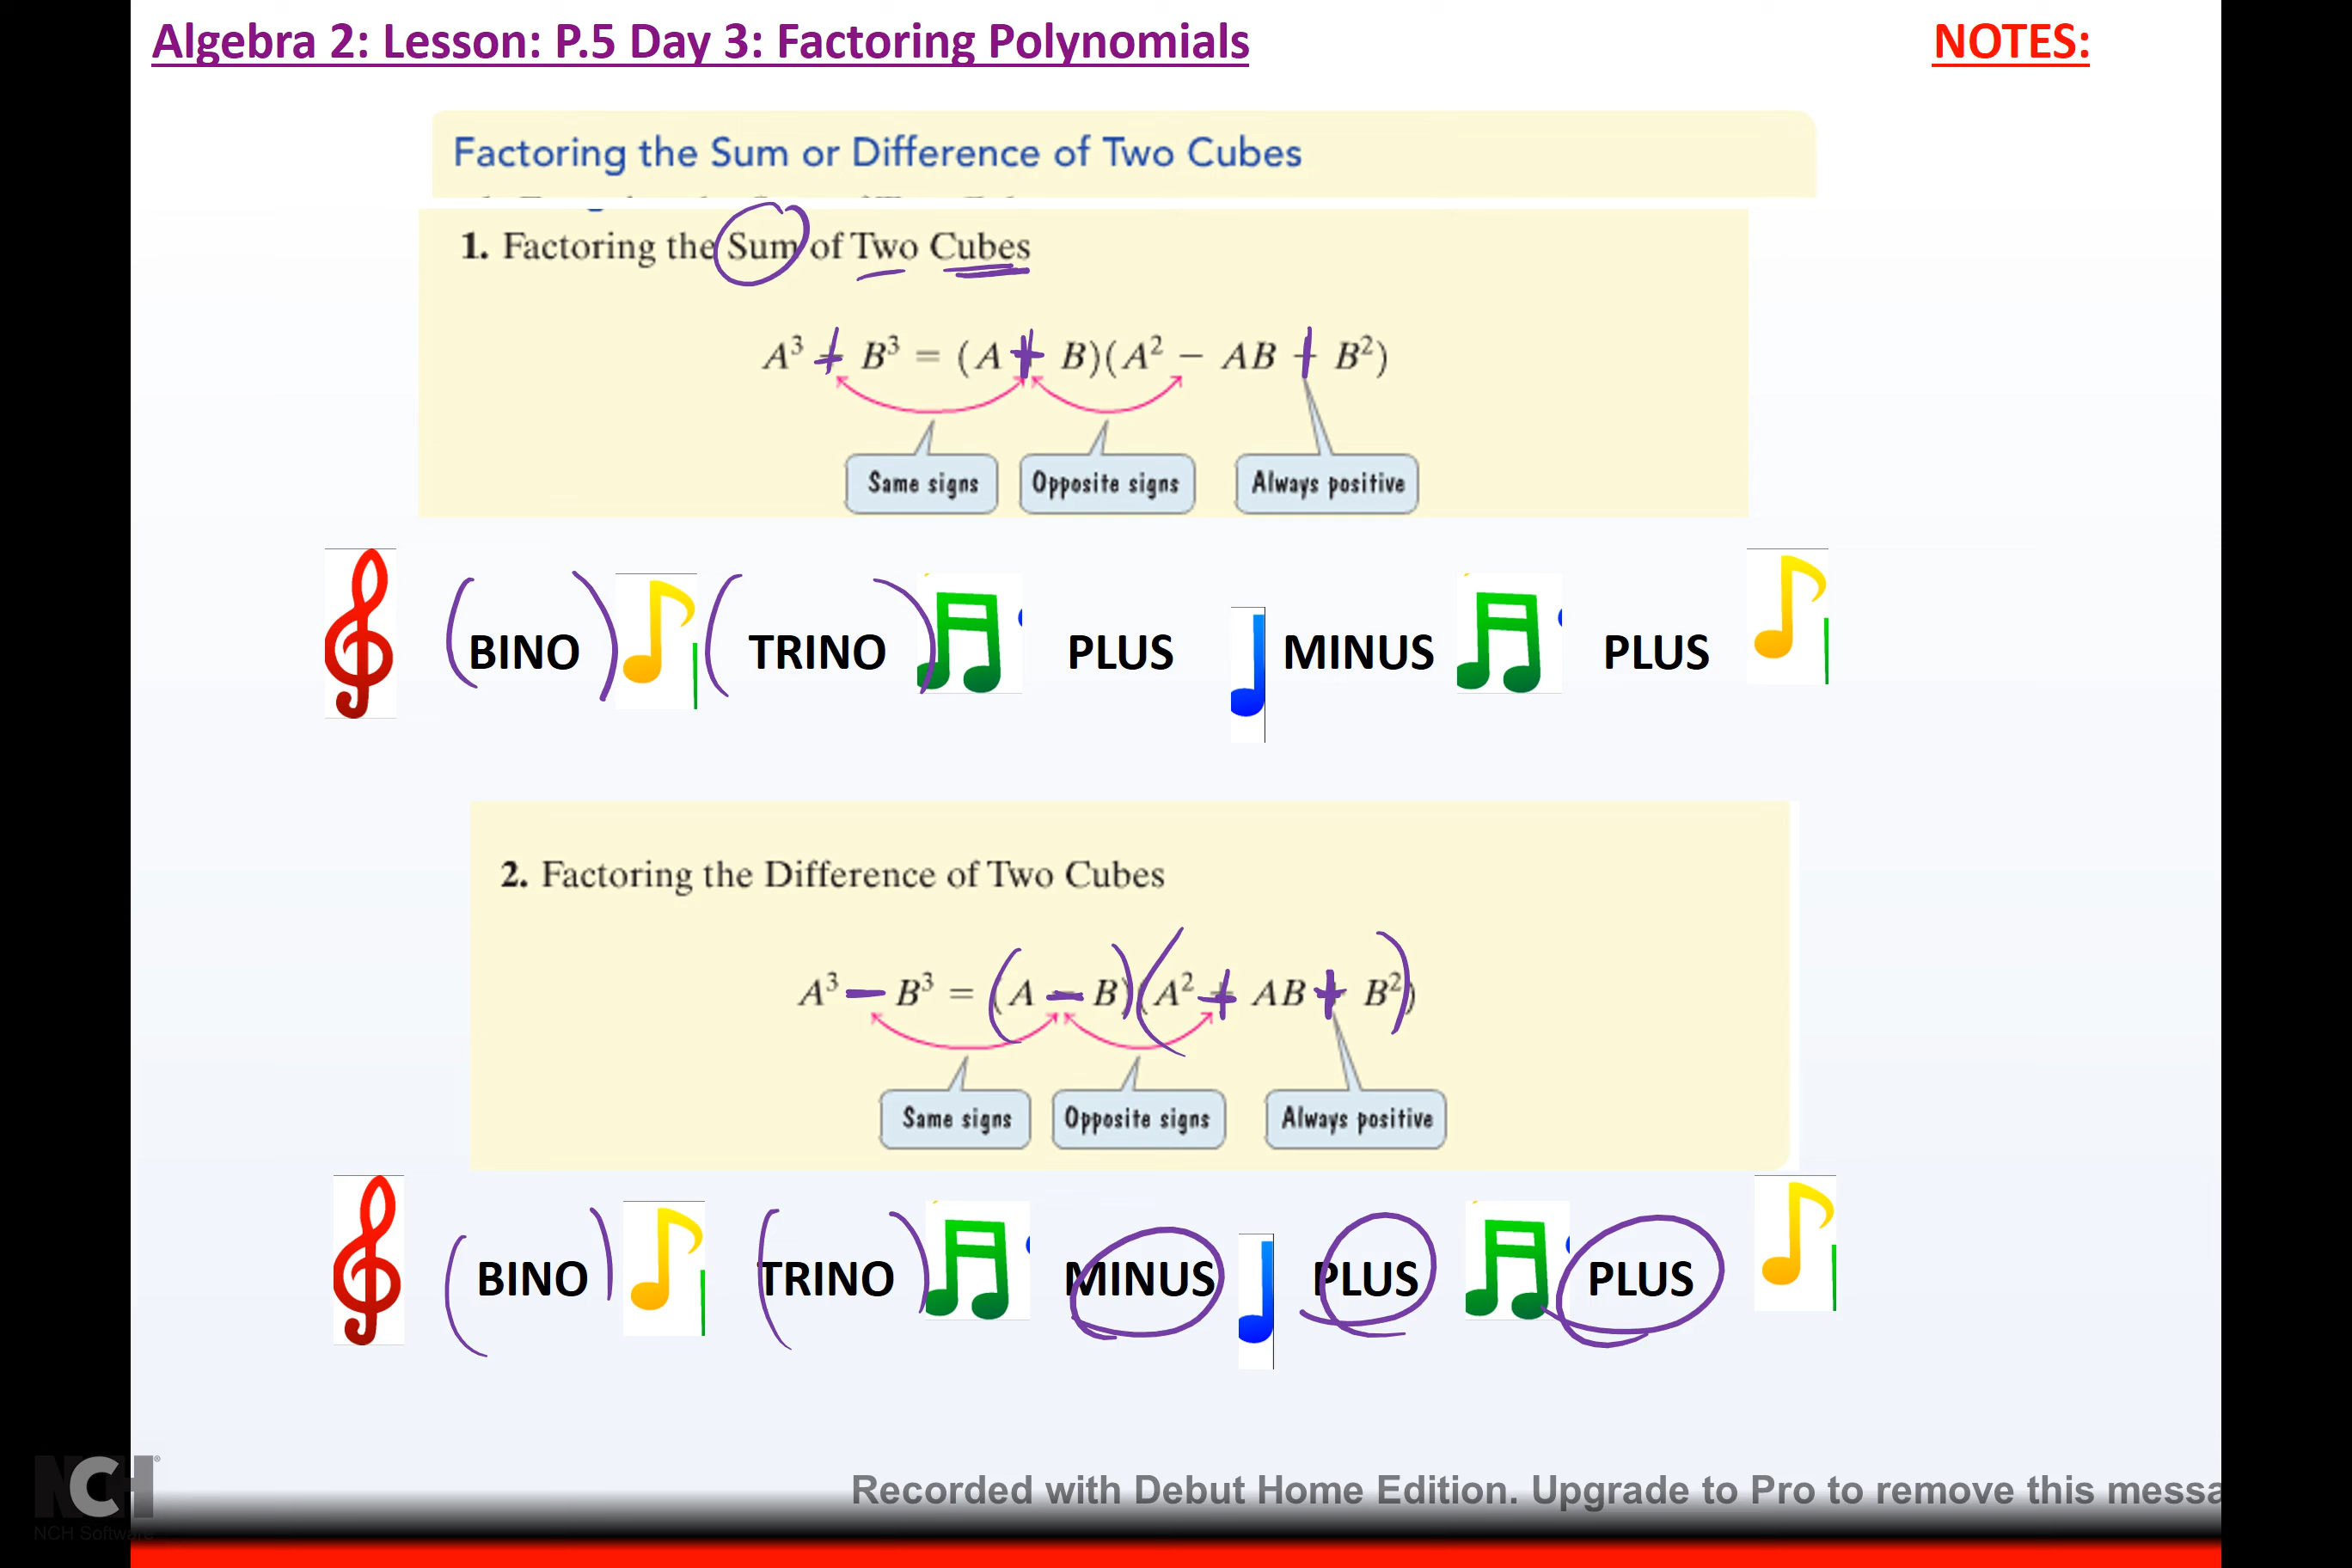 Algebra 2: Lesson: P.5 Day 3: Factoring Polynomials NOTES:
Factoring the Sum or Difference of Two Cubes
1. Factoring the Sum of Two Cubes
A³ + B³ = (A + B)(A² − AB + B²)
Same signs Opposite signs Always positive
(BINO) (TRINO) PLUS MINUS PLUS
2. Factoring the Difference of Two Cubes
A³ − B³ = (A − B)(A² + AB + B²)
Same signs Opposite signs Always positive
(BINO) (TRINO) MINUS PLUS PLUS
NCH®
NCH Software
Recorded with Debut Home Edition. Upgrade to Pro to remove this messa